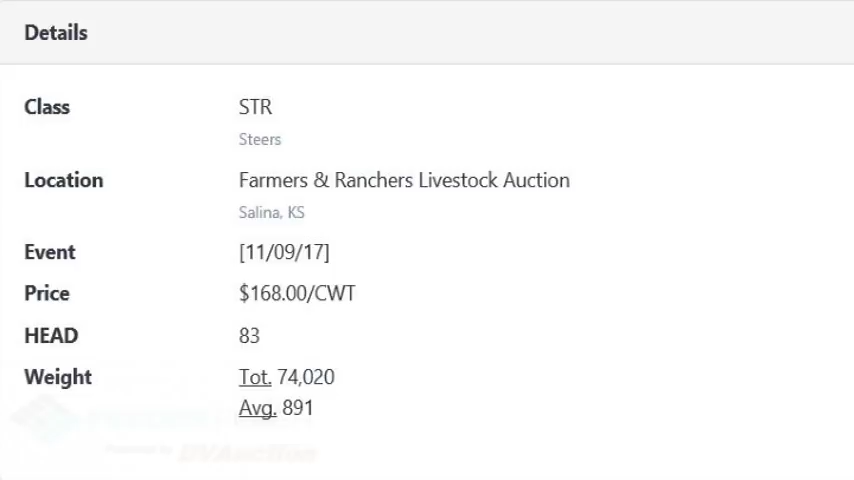 Details
Class STR
Steers
Location Farmers & Ranchers Livestock Auction
Salina, KS
Event [11/09/17]
Price $168.00/CWT
HEAD 83
Weight Tot. 74,020
Avg. 891
DVAuction